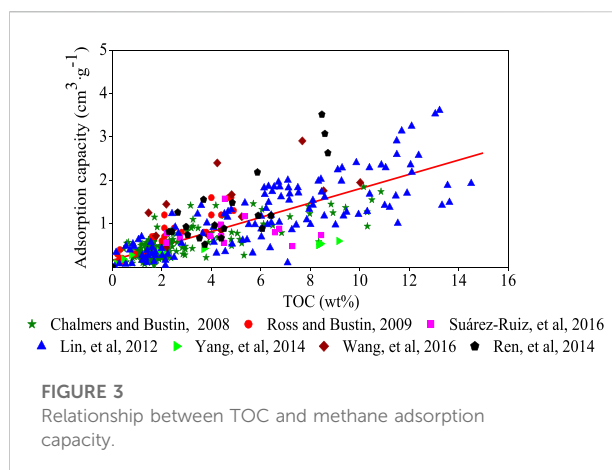 5
4
3
2
1
Adsorption capacity (cm³·g⁻¹)
0 2 4 6 8 10 12 14 16
TOC (wt%)
Chalmers and Bustin, 2008 Ross and Bustin, 2009 Suárez-Ruiz, et al, 2016
Lin, et al, 2012 Yang, et al, 2014 Wang, et al, 2016 Ren, et al, 2014
FIGURE 3
Relationship between TOC and methane adsorption
capacity.